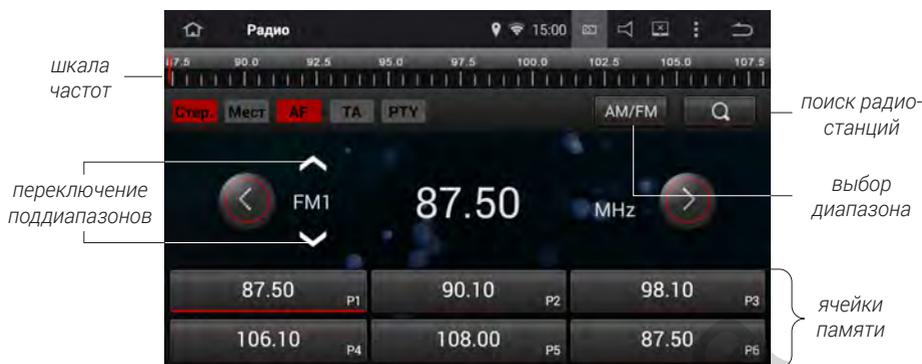 Радио
15:00
87.5 90.0 92.5 95.0 97.5 100.0 102.5 105.0 107.5
шкала
частот
Стер. Мест AF TA PTY AM/FM
поиск радио-
станций
переключение
поддиапазонов
FM1 87.50 MHz
выбор
диапазона
87.50 P1 90.10 P2 98.10 P3
106.10 P4 108.00 P5 87.50 P6
ячейки
памяти